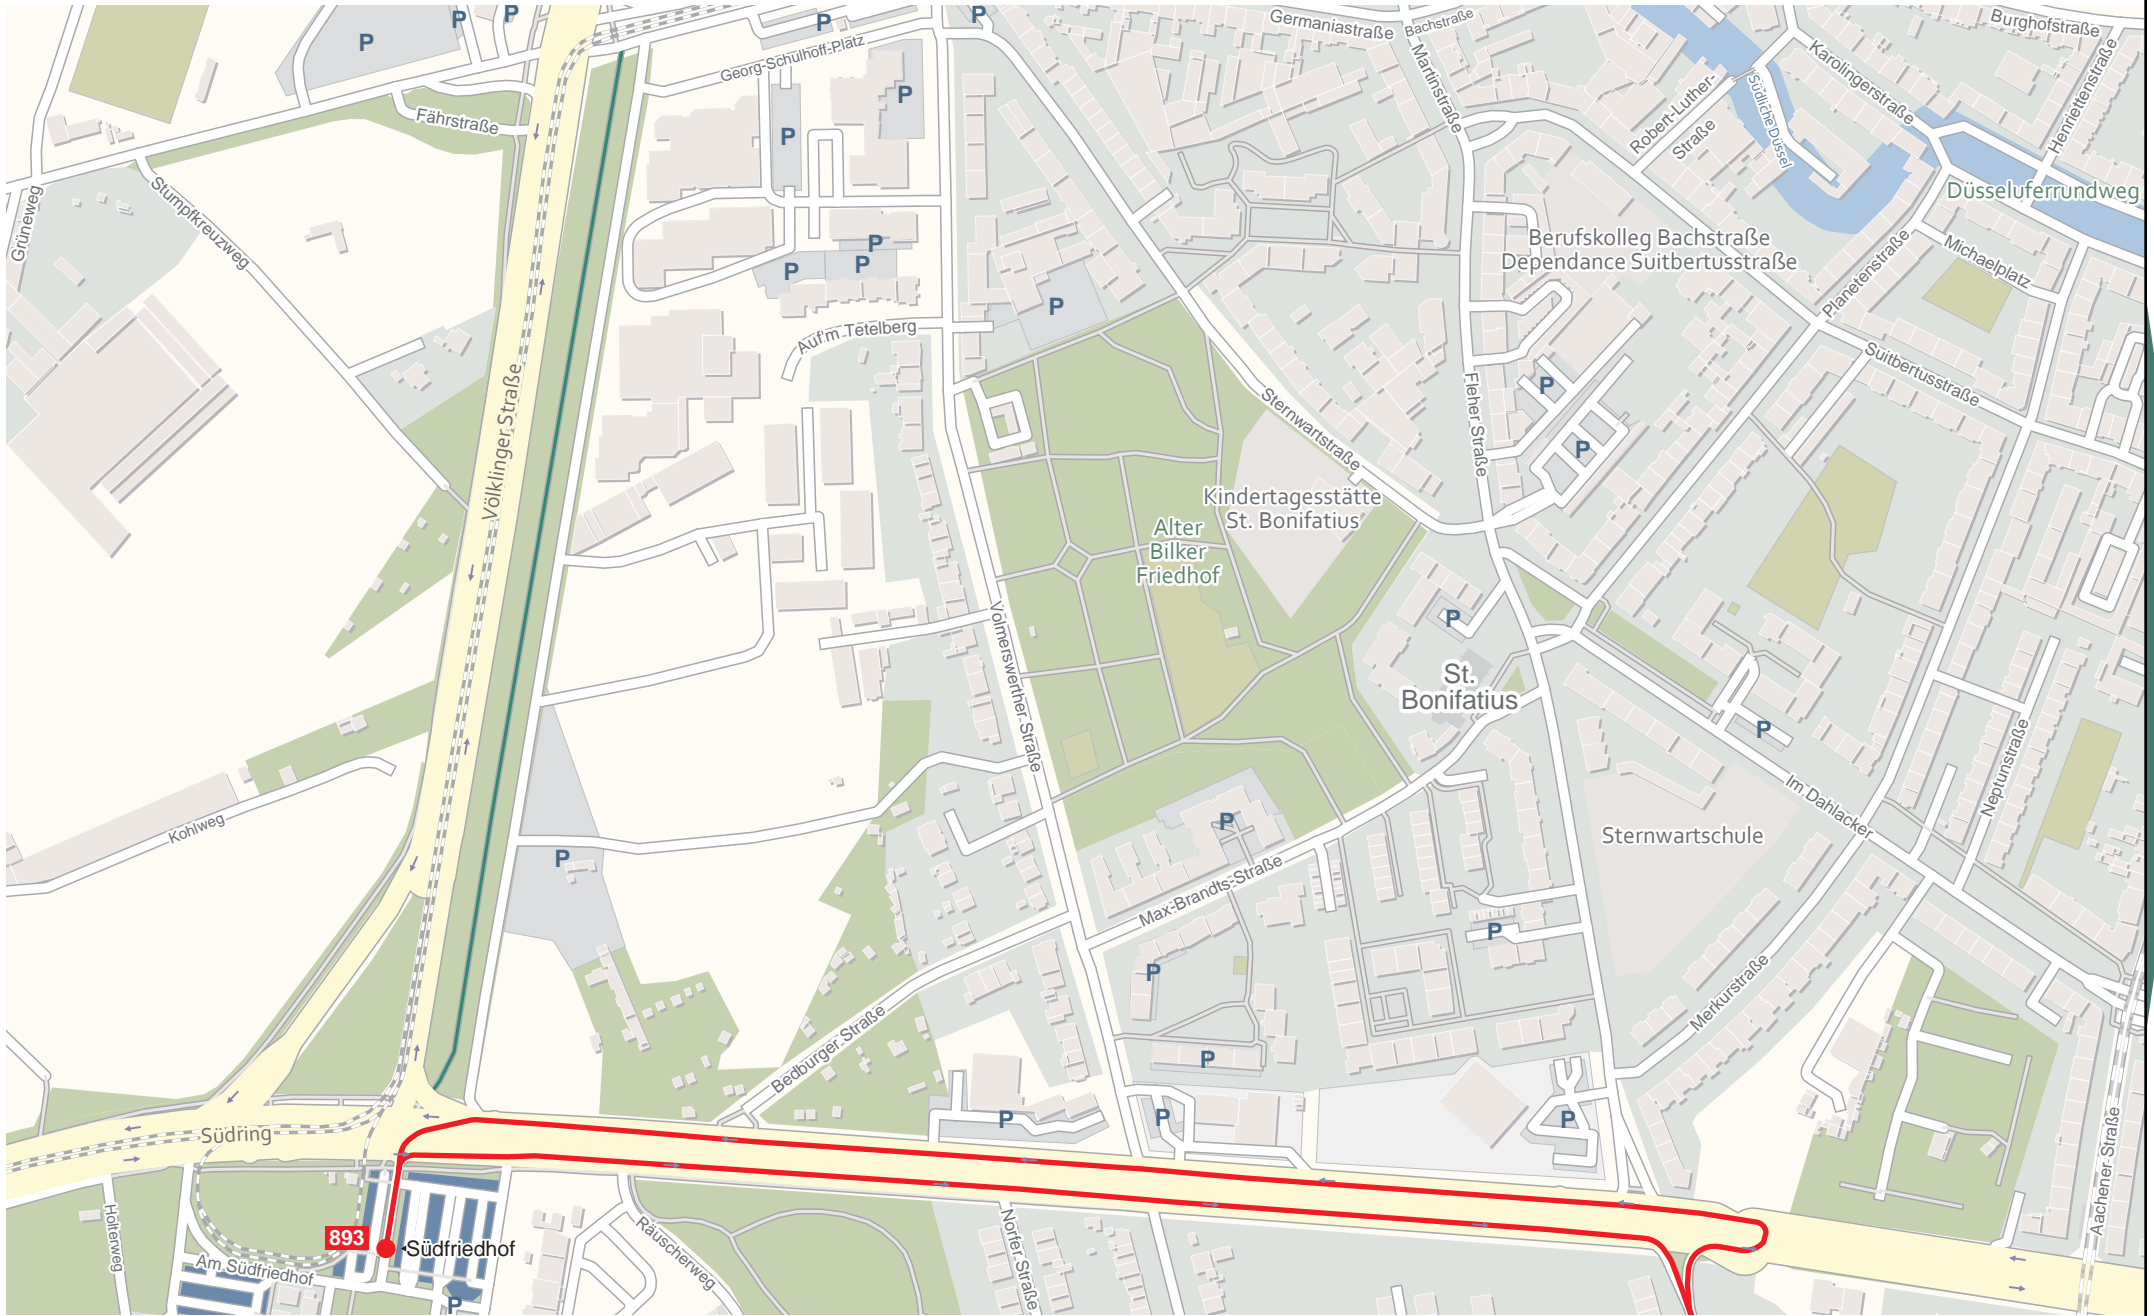 P
P
P
P
P
Germaniastraße
Bachstraße
Burghofstraße
Georg-Schulhoff-Platz
Martinstraße
Karolingerstraße
Henriettenstraße
Robert-Luther-
Straße
Südliche Düssel
P
P
Fährstraße
Grüneweg
Stumpfkreuzweg
Düsseluferrundweg
P
P
P
P
Berufskolleg Bachstraße
Dependance Suitbertusstraße
Planetenstraße
Michaelplatz
Auf'm-Tetelberg
Völklinger Straße
Sternwartstraße
Fleher Straße
P
P
Suitbertusstraße
Kindertagesstätte
St. Bonifatius
Alter
Bilker
Friedhof
Volmerswerther-Straße
P
St.
Bonifatius
P
Neptunstraße
Im Dahlacker
Sternwartschule
Kohlweg
P
P
Max-Brandts-Straße
P
P
Merkurstraße
Bedburger-Straße
P
P
P
P
Südring
Aachener-Straße
Holterweg
893
Südfriedhof
Am Südfriedhof
Räuscherweg
Norfer-Straße
P